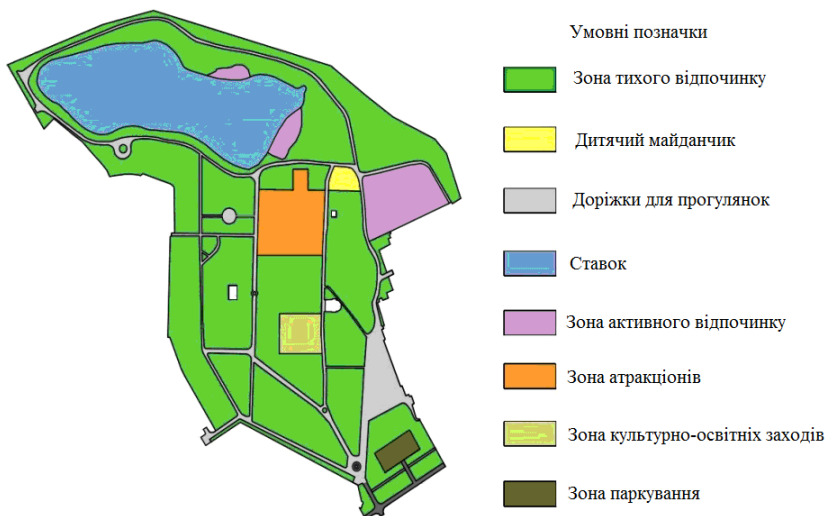 Умовні позначки
Зона тихого відпочинку
Дитячий майданчик
Доріжки для прогулянок
Ставок
Зона активного відпочинку
Зона атракціонів
Зона культурно-освітніх заходів
Зона паркування